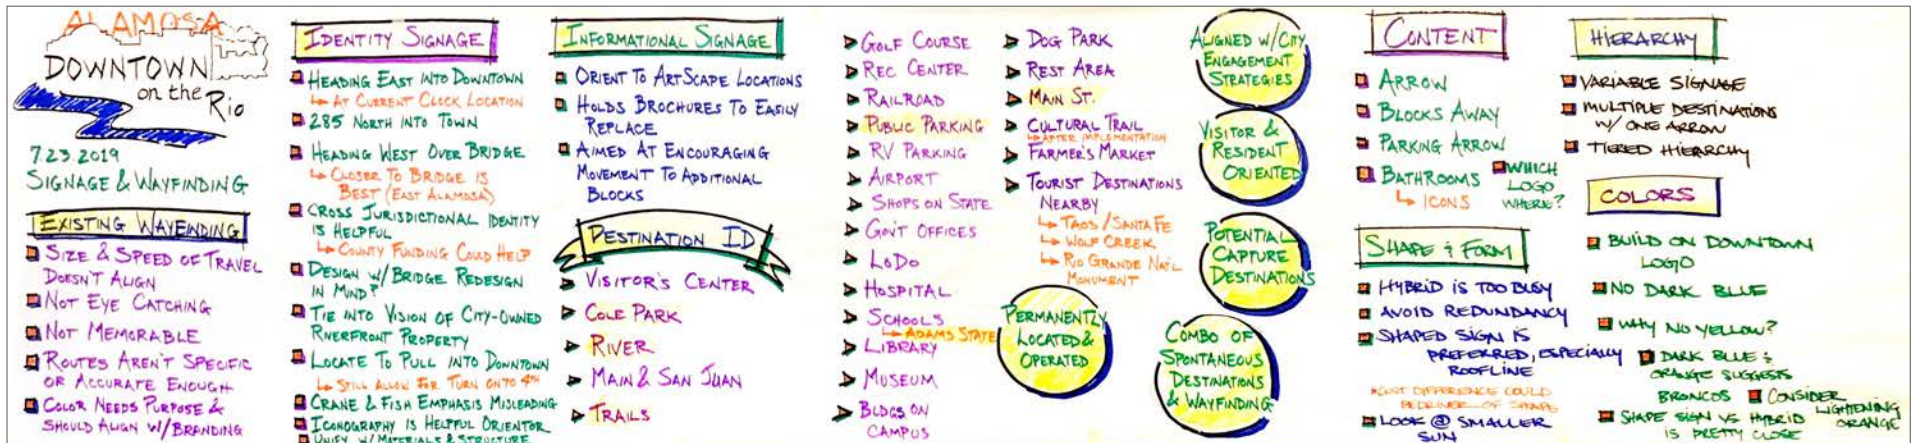 ALAMOSA
DOWNTOWN
on the
Rio
7.23.2019
SIGNAGE & WAYFINDING
EXISTING WAYFINDING
SIZE & SPEED OF TRAVEL
DOESN'T ALIGN
NOT EYE CATCHING
NOT MEMORABLE
ROUTES AREN'T SPECIFIC
OR ACCURATE ENOUGH
COLOR NEEDS PURPOSE &
SHOULD ALIGN W/BRANDING
IDENTITY SIGNAGE
HEADING EAST INTO DOWNTOWN
AT CURRENT CLOCK LOCATION
285 NORTH INTO TOWN
HEADING WEST OVER BRIDGE
CLOSER TO BRIDGE IS
BEST (EAST ALAMOSA)
CROSS JURISDICTIONAL IDENTITY
IS HELPFUL
COUNTY FUNDING COULD HELP
DESIGN W/BRIDGE REDESIGN
IN MIND?
TIE INTO VISION OF CITY-OWNED
RIVERFRONT PROPERTY
LOCATE TO PULL INTO DOWNTOWN
STILL ALLOW FOR TURN ONTO 4TH
CRANE & FISH EMPHASIS MISLEADING
ICONOGRAPHY IS HELPFUL ORIENTOR
UNIFY W/MATERIALS & STRUCTURE
INFORMATIONAL SIGNAGE
ORIENT TO ARTSCAPE LOCATIONS
HOLDS BROCHURES TO EASILY
REPLACE
AIMED AT ENCOURAGING
MOVEMENT TO ADDITIONAL
BLOCKS
DESTINATION ID
VISITOR'S CENTER
COLE PARK
RIVER
MAIN & SAN JUAN
TRAILS
GOLF COURSE
REC CENTER
RAILROAD
PUBLIC PARKING
RV PARKING
AIRPORT
SHOPS ON STATE
GOV'T OFFICES
LODO
HOSPITAL
SCHOOLS
ADAMS STATE
LIBRARY
MUSEUM
BLDGS ON
CAMPUS
DOG PARK
REST AREA
MAIN ST.
CULTURAL TRAIL
AFTER IMPLEMENTATION
FARMER'S MARKET
TOURIST DESTINATIONS
NEARBY
TAOS/SANTA FE
WOLF CREEK
RIO GRANDE NAT'L
MONUMENT
PERMANENTLY
LOCATED &
OPERATED
ALIGNED W/CITY
ENGAGEMENT
STRATEGIES
VISITOR &
RESIDENT
ORIENTED
POTENTIAL
CAPTURE
DESTINATIONS
COMBO OF
SPONTANEOUS
DESTINATIONS
& WAYFINDING
CONTENT
ARROW
BLOCKS AWAY
PARKING ARROW
BATHROOMS
ICONS
WHICH
LOGO
WHERE?
SHAPE & FORM
HYBRID IS TOO BUSY
AVOID REDUNDANCY
SHAPED SIGN IS
PREFERRED, ESPECIALLY
ROOFLINE
COST DIFFERENCE COULD
BE DRIVER OF SHAPE
LOOK @ SMALLER
SUN
HIERARCHY
VARIABLE SIGNAGE
MULTIPLE DESTINATIONS
W/ ONE ARROW
TIERED HIERARCHY
COLORS
BUILD ON DOWNTOWN
LOGO
NO DARK BLUE
WHY NO YELLOW?
DARK BLUE &
ORANGE SUGGESTS
BRONCOS
CONSIDER
LIGHTENING
ORANGE
SHAPE SIGN VS HYBRID
IS PRETTY CLOSE